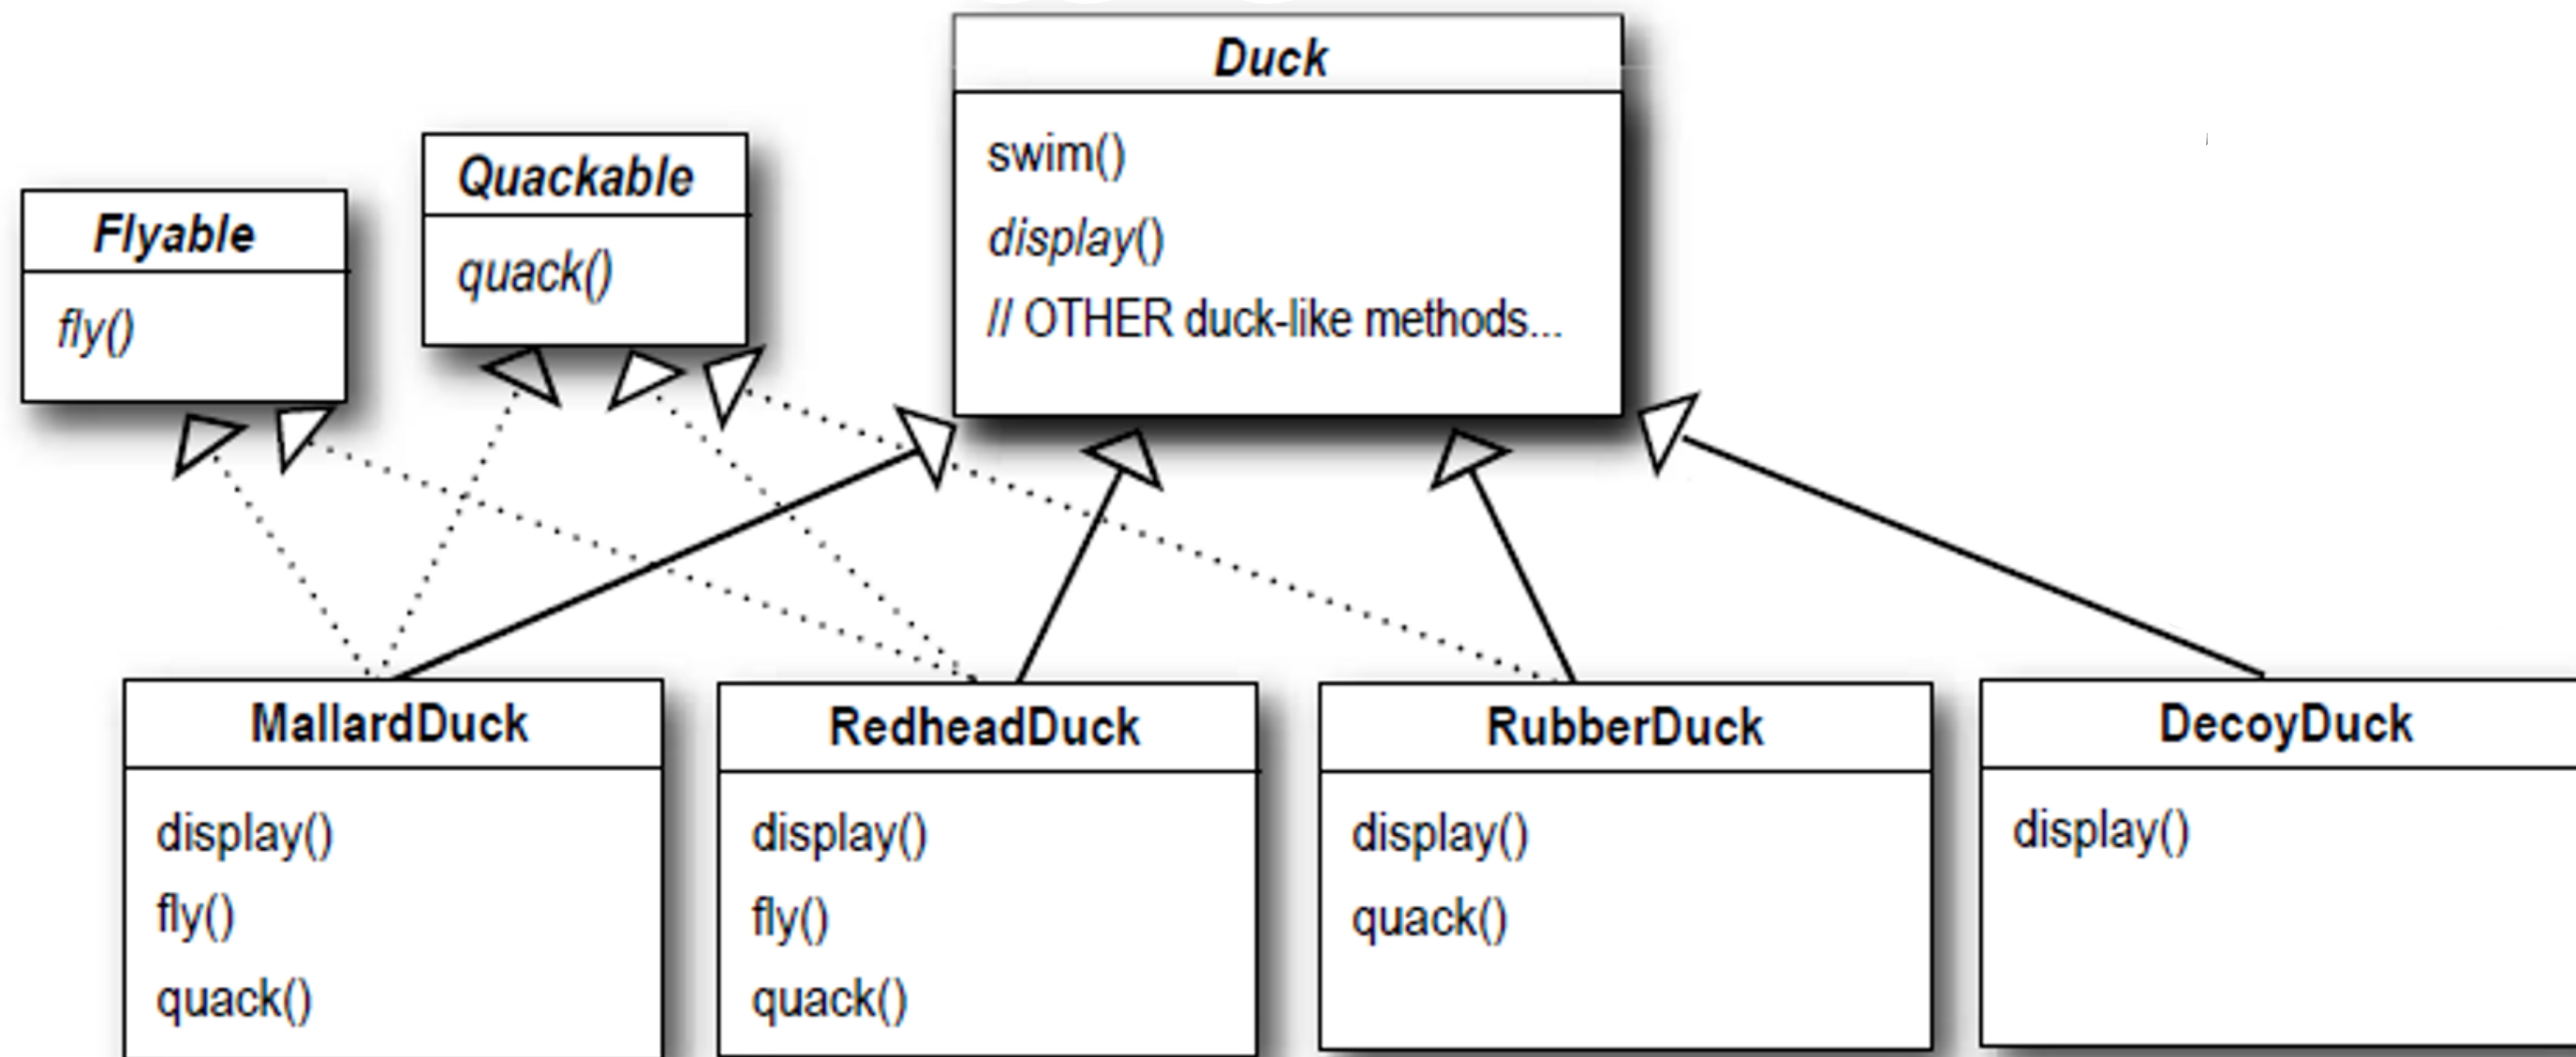 Duck
swim()
display()
// OTHER duck-like methods...
Quackable
quack()
Flyable
fly()
MallardDuck
display()
fly()
quack()
RedheadDuck
display()
fly()
quack()
RubberDuck
display()
quack()
DecoyDuck
display()